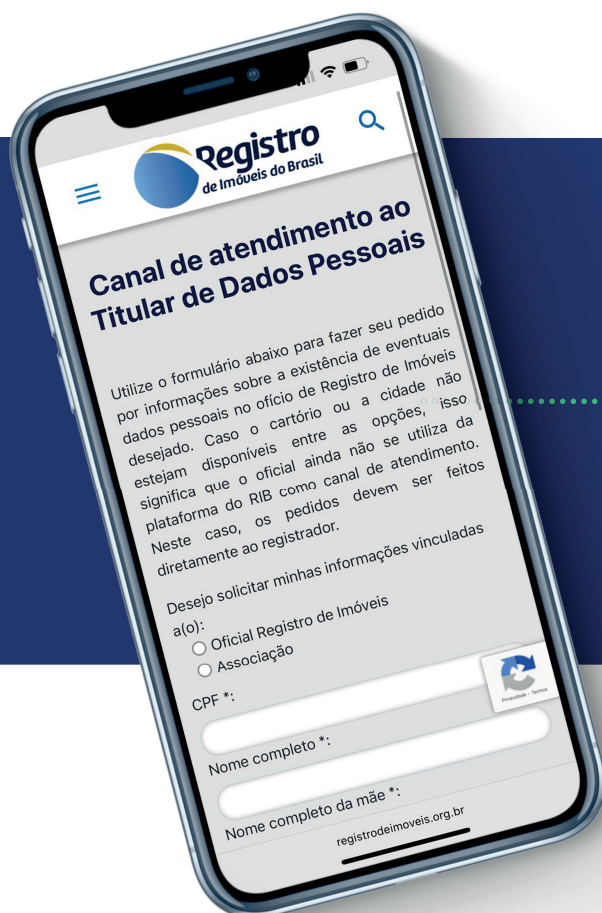 Registro
de Imóveis do Brasil
Canal de atendimento ao
Titular de Dados Pessoais
Utilize o formulário abaixo para fazer seu pedido
por informações sobre a existência de eventuais
dados pessoais no ofício de Registro de Imóveis
desejado. Caso o cartório ou a cidade não
estejam disponíveis entre as opções, isso
significa que o oficial ainda não se utiliza da
plataforma do RIB como canal de atendimento.
Neste caso, os pedidos devem ser feitos
diretamente ao registrador.
Desejo solicitar minhas informações vinculadas
a(o):
Oficial Registro de Imóveis
Associação
CPF *:
Privacidade - Termos
Nome completo *:
Nome completo da mãe *:
registrodeimoveis.org.br